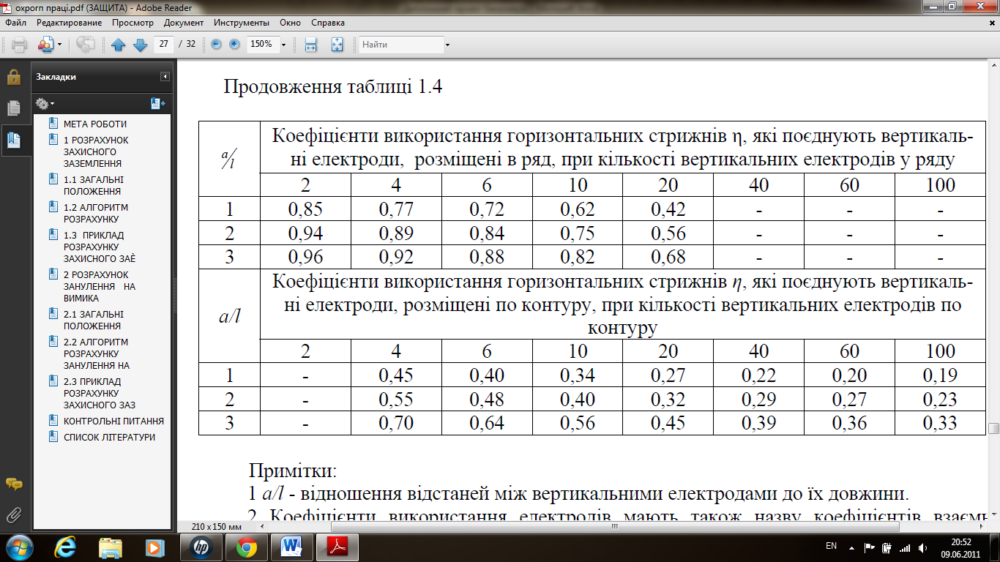 охрогп праці.pdf (ЗАЩИТА) - Adobe Reader
Файл Редактирование Просмотр Документ Инструменты Окно Справка
27 / 32 150% Найти
Закладки
МЕТА РОБОТИ
1 РОЗРАХУНОК
ЗАХИСНОГО
ЗАЗЕМЛЕННЯ
1.1 ЗАГАЛЬНІ
ПОЛОЖЕННЯ
1.2 АЛГОРИТМ
РОЗРАХУНКУ
1.3 ПРИКЛАД
РОЗРАХУНКУ
ЗАХИСНОГО ЗАÈ
2 РОЗРАХУНОК
ЗАНУЛЕННЯ НА
ВИМИКА
2.1 ЗАГАЛЬНІ
ПОЛОЖЕННЯ
2.2 АЛГОРИТМ
РОЗРАХУНКУ
ЗАНУЛЕННЯ НА
2.3 ПРИКЛАД
РОЗРАХУНКУ
ЗАХИСНОГО ЗАЗ
КОНТРОЛЬНІ ПИТАННЯ
СПИСОК ЛІТЕРАТУРИ
Продовження таблиці 1.4
a/l
Коефіцієнти використання горизонтальних стрижнів η, які поєднують вертикаль-
ні електроди, розміщені в ряд, при кількості вертикальних електродів у ряду
2 4 6 10 20 40 60 100
1 0,85 0,77 0,72 0,62 0,42 - - -
2 0,94 0,89 0,84 0,75 0,56 - - -
3 0,96 0,92 0,88 0,82 0,68 - - -
a/l
Коефіцієнти використання горизонтальних стрижнів η, які поєднують вертикаль-
ні електроди, розміщені по контуру, при кількості вертикальних електродів по
контуру
2 4 6 10 20 40 60 100
1 - 0,45 0,40 0,34 0,27 0,22 0,20 0,19
2 - 0,55 0,48 0,40 0,32 0,29 0,27 0,23
3 - 0,70 0,64 0,56 0,45 0,39 0,36 0,33
Примітки:
1 a/l - відношення відстаней між вертикальними електродами до їх довжини.
2 Коефіцієнти використання електродів мають також назву коефіцієнтів взаємн
210 x 150 мм
hp
EN
20:52
09.06.2011